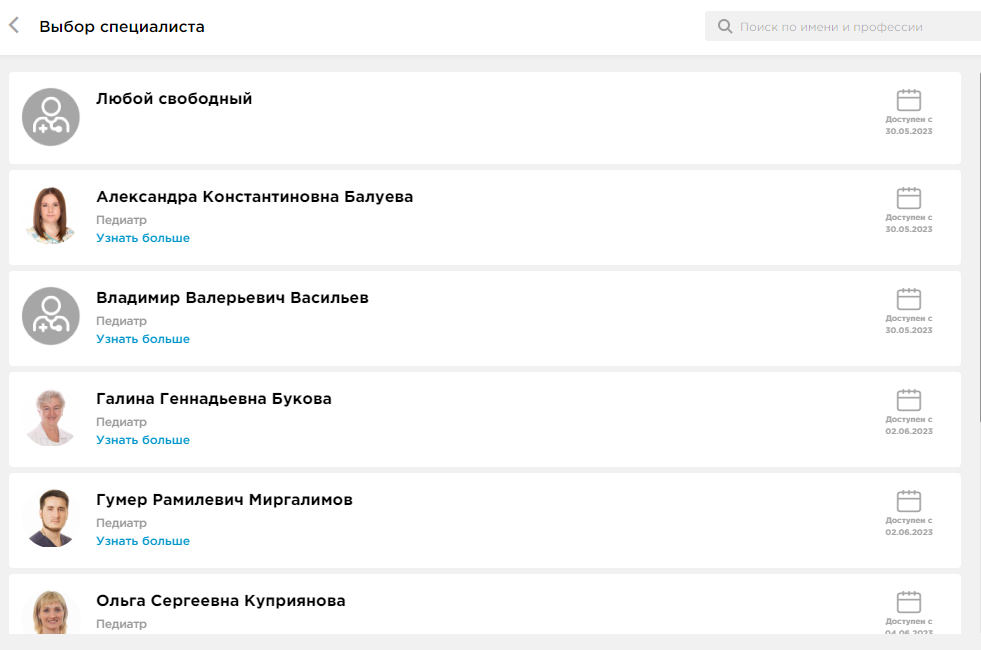 Выбор специалиста
Поиск по имени и профессии
Любой свободный
Доступен с
30.05.2023
Александра Константиновна Балуева
Педиатр
Узнать больше
Доступен с
30.05.2023
Владимир Валерьевич Васильев
Педиатр
Узнать больше
Доступен с
30.05.2023
Галина Геннадьевна Букова
Педиатр
Узнать больше
Доступен с
02.06.2023
Гумер Рамилевич Миргалимов
Педиатр
Узнать больше
Доступен с
02.06.2023
Ольга Сергеевна Куприянова
Педиатр
Доступен с
04.06.2023